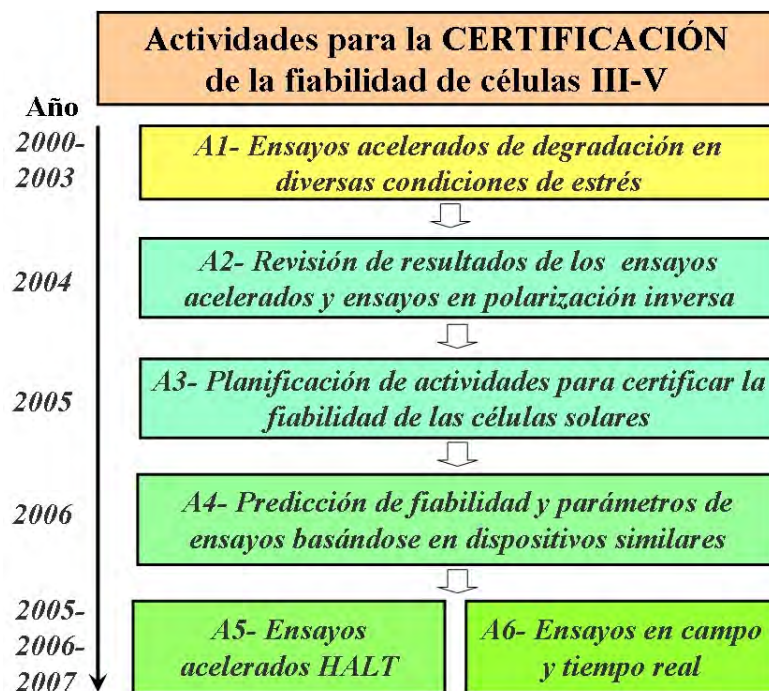 Actividades para la CERTIFICACIÓN
de la fiabilidad de células III-V
Año
2000-
2003
A1- Ensayos acelerados de degradación en
diversas condiciones de estrés
2004
A2- Revisión de resultados de los ensayos
acelerados y ensayos en polarización inversa
2005
A3- Planificación de actividades para certificar la
fiabilidad de las células solares
2006
A4- Predicción de fiabilidad y parámetros de
ensayos basándose en dispositivos similares
2005-
2006-
2007
A5- Ensayos
acelerados HALT
A6- Ensayos en campo
y tiempo real